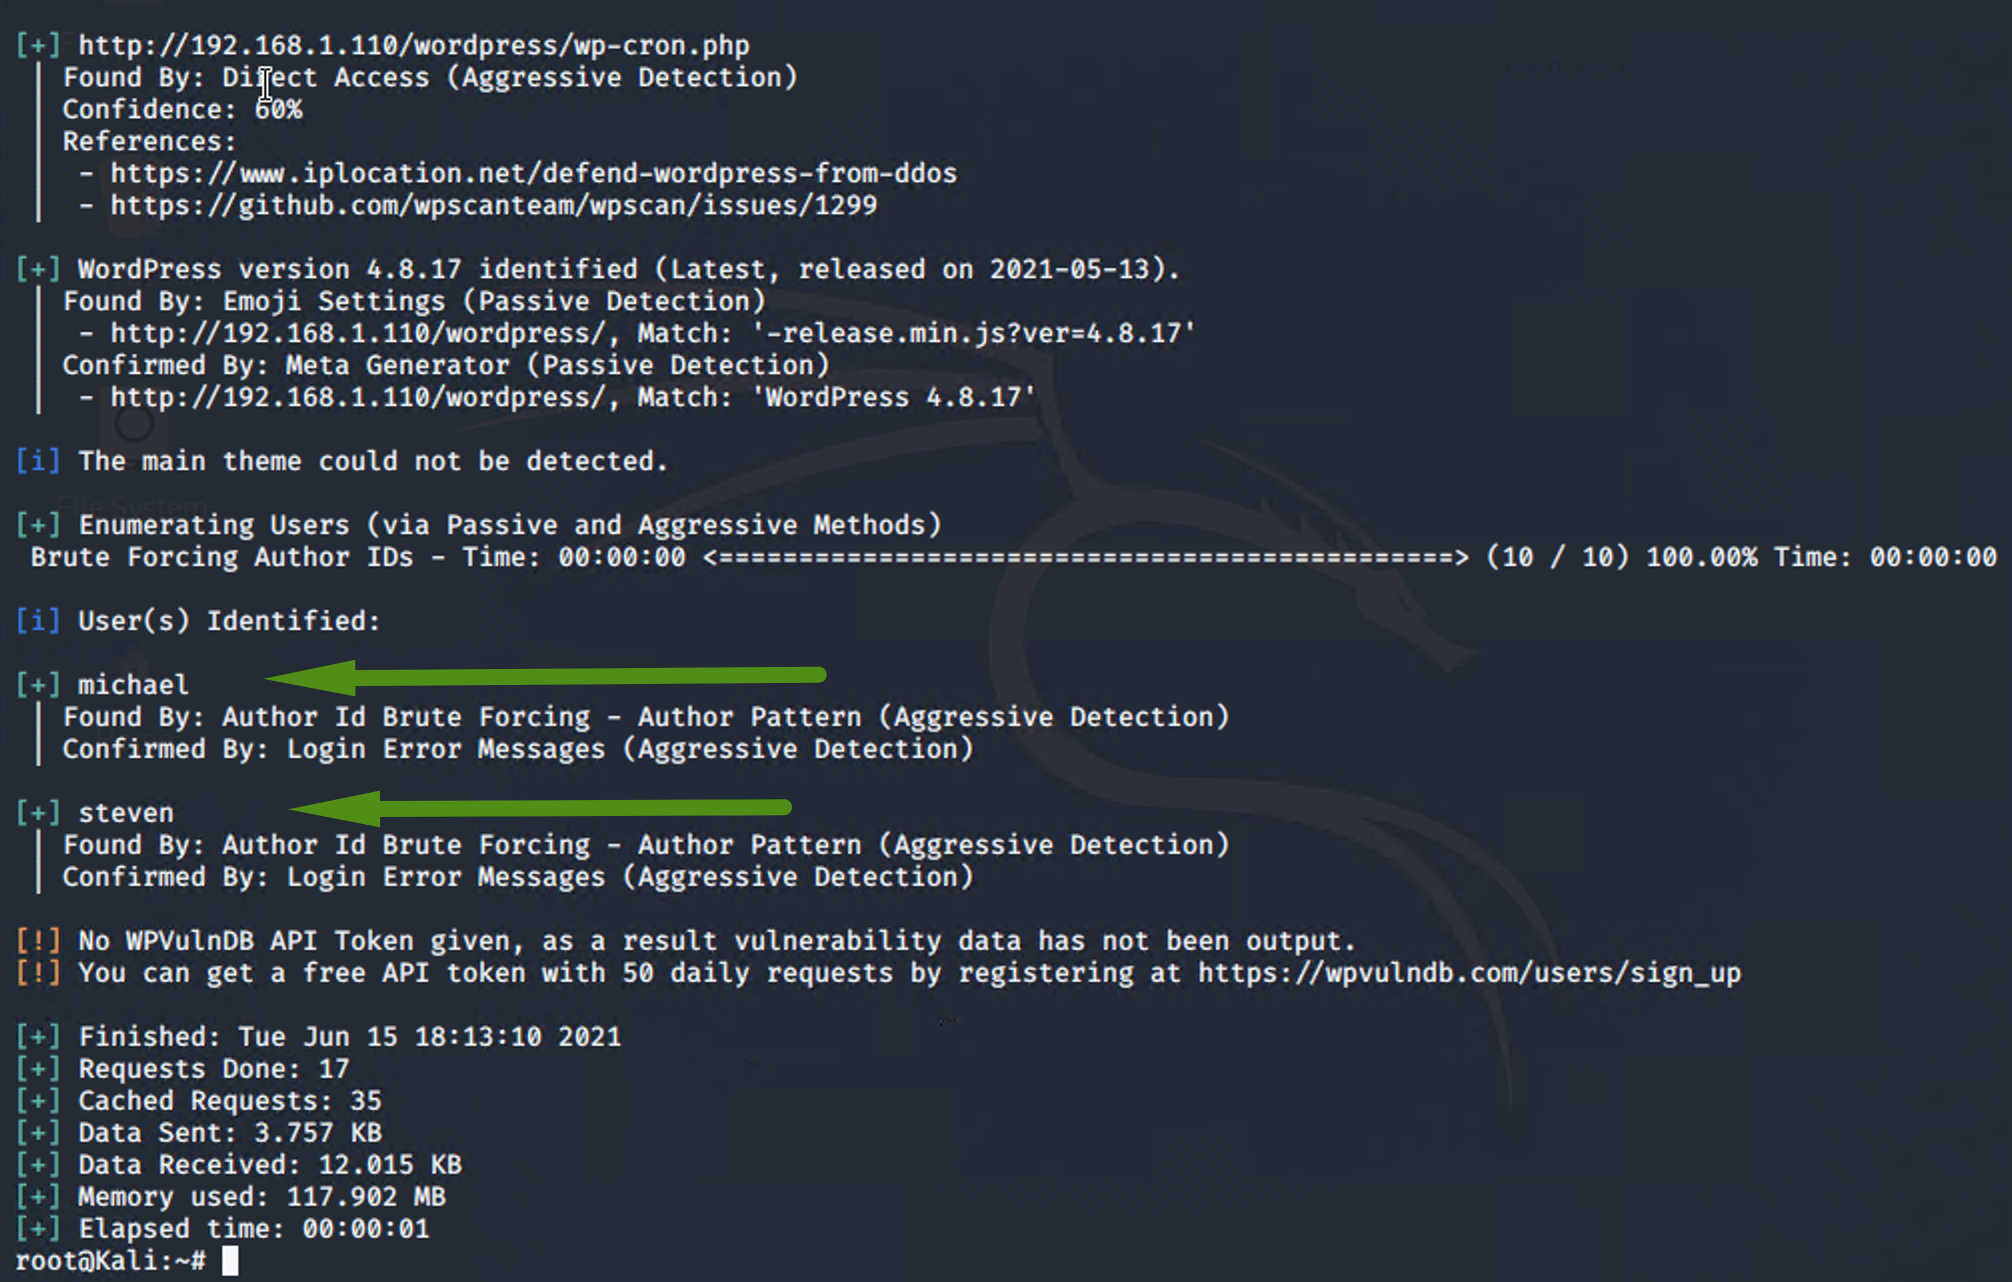 [+] http://192.168.1.110/wordpress/wp-cron.php
| Found By: Direct Access (Aggressive Detection)
| Confidence: 60%
| References:
|  - https://www.iplocation.net/defend-wordpress-from-ddos
|  - https://github.com/wpscanteam/wpscan/issues/1299
[+] WordPress version 4.8.17 identified (Latest, released on 2021-05-13).
| Found By: Emoji Settings (Passive Detection)
|  - http://192.168.1.110/wordpress/, Match: '-release.min.js?ver=4.8.17'
| Confirmed By: Meta Generator (Passive Detection)
|  - http://192.168.1.110/wordpress/, Match: 'WordPress 4.8.17'
[i] The main theme could not be detected.
File System
[+] Enumerating Users (via Passive and Aggressive Methods)
Brute Forcing Author IDs - Time: 00:00:00 <==============================================> (10 / 10) 100.00% Time: 00:00:00
[i] User(s) Identified:
[+] michael
| Found By: Author Id Brute Forcing - Author Pattern (Aggressive Detection)
| Confirmed By: Login Error Messages (Aggressive Detection)
[+] steven
| Found By: Author Id Brute Forcing - Author Pattern (Aggressive Detection)
| Confirmed By: Login Error Messages (Aggressive Detection)
[!] No WPVulnDB API Token given, as a result vulnerability data has not been output.
[!] You can get a free API token with 50 daily requests by registering at https://wpvulndb.com/users/sign_up
[+] Finished: Tue Jun 15 18:13:10 2021
[+] Requests Done: 17
[+] Cached Requests: 35
[+] Data Sent: 3.757 KB
[+] Data Received: 12.015 KB
[+] Memory used: 117.902 MB
[+] Elapsed time: 00:00:01
root@Kali:~#